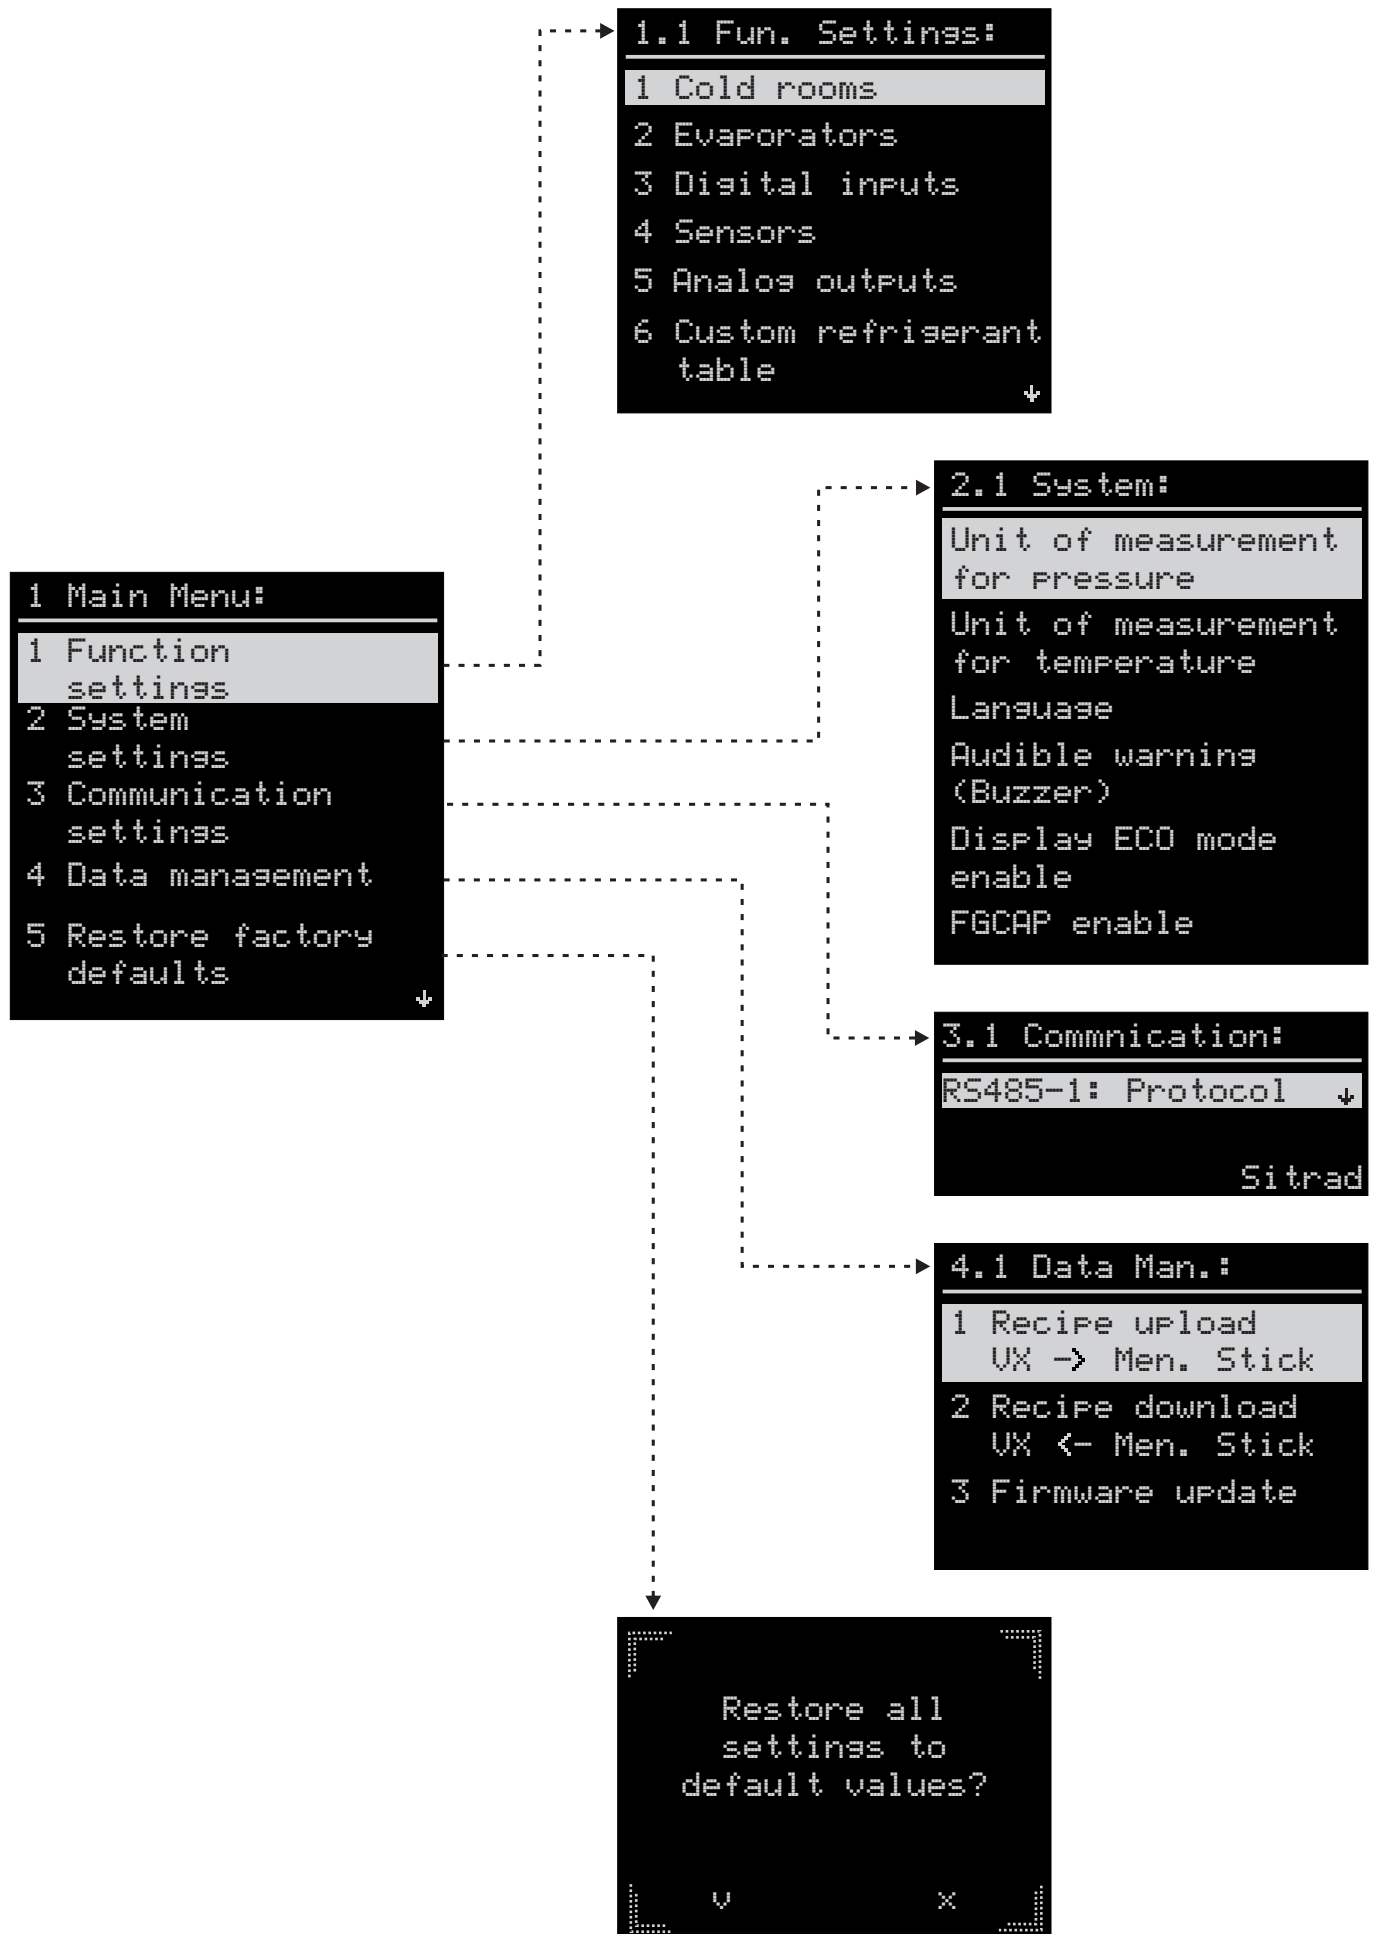 1.1 Fun. Settings:
1 Cold rooms
2 Evaporators
3 Digital inputs
4 Sensors
5 Analog outputs
6 Custom refrigerant
table
2.1 System:
Unit of measurement
for pressure
Unit of measurement
for temperature
Language
Audible warning
(Buzzer)
Display ECO mode
enable
FGCAP enable
1 Main Menu:
1 Function
settings
2 System
settings
3 Communication
settings
4 Data management
5 Restore factory
defaults
3.1 Commnication:
RS485-1: Protocol
Sitrad
4.1 Data Man.:
1 Recipe upload
VX -> Men. Stick
2 Recipe download
VX <- Men. Stick
3 Firmware update
Restore all
settings to
default values?
V X